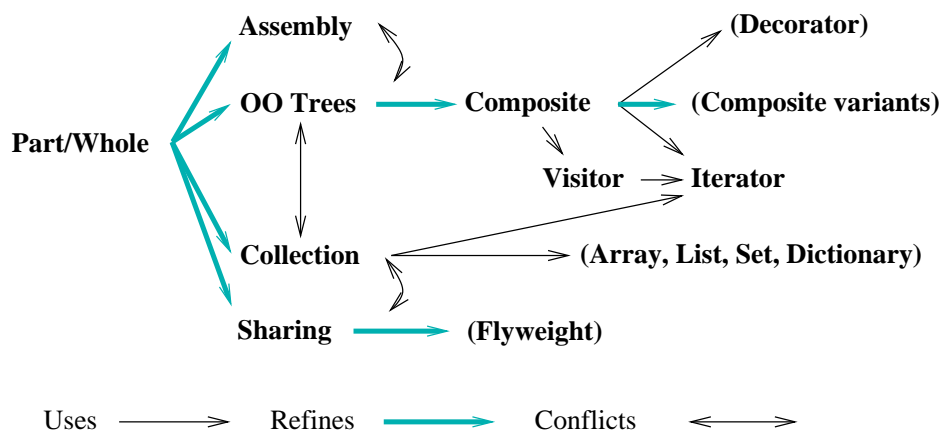 Assembly
(Decorator)
OO Trees
Composite
(Composite variants)
Part/Whole
Visitor
Iterator
Collection
(Array, List, Set, Dictionary)
Sharing
(Flyweight)
Uses
Refines
Conflicts